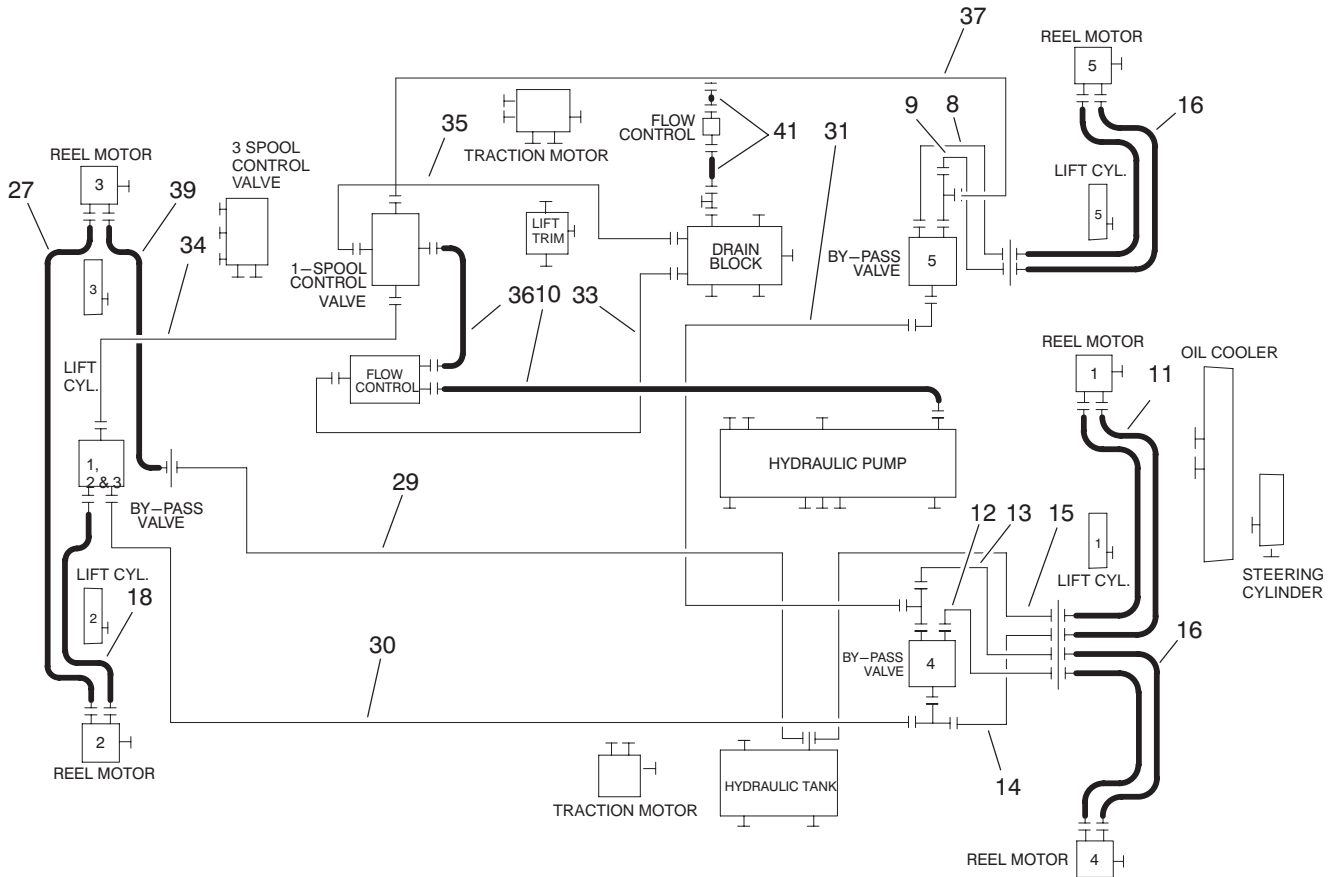 37
REEL MOTOR
5
9
8
16
FLOW
CONTROL
41
31
35
TRACTION MOTOR
3 SPOOL
CONTROL
VALVE
REEL MOTOR
3
27
39
34
LIFT CYL.
5
LIFT
TRIM
DRAIN
BLOCK
BY–PASS
VALVE
5
1–SPOOL
CONTROL
VALVE
3
36
10
33
LIFT
CYL.
FLOW
CONTROL
REEL MOTOR
1
OIL COOLER
11
1,
2 & 3
BY–PASS
VALVE
HYDRAULIC PUMP
29
12
13
15
1
LIFT CYL.
STEERING
CYLINDER
LIFT CYL.
2
18
30
BY–PASS
VALVE
4
16
2
REEL MOTOR
14
HYDRAULIC TANK
TRACTION MOTOR
REEL MOTOR
4